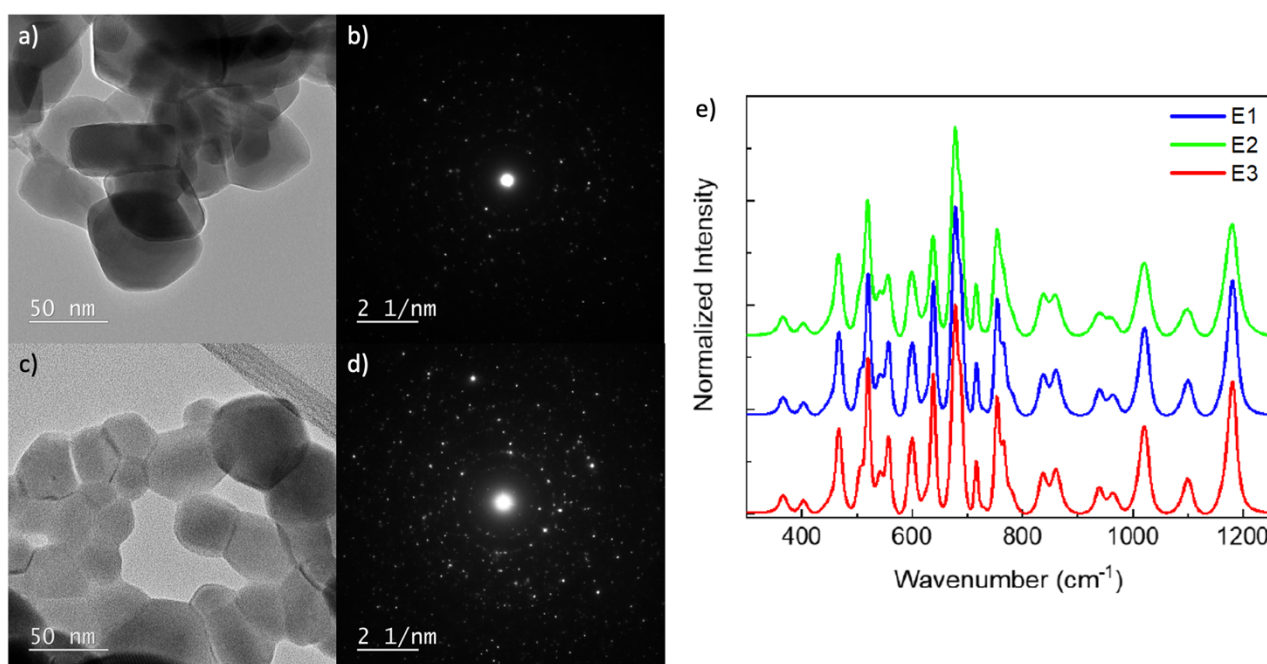 a)
b)
50 nm
2 1/nm
c)
d)
50 nm
2 1/nm
e)
E1
E2
E3
Normalized Intensity
400 600 800 1000 1200
Wavenumber (cm⁻¹)